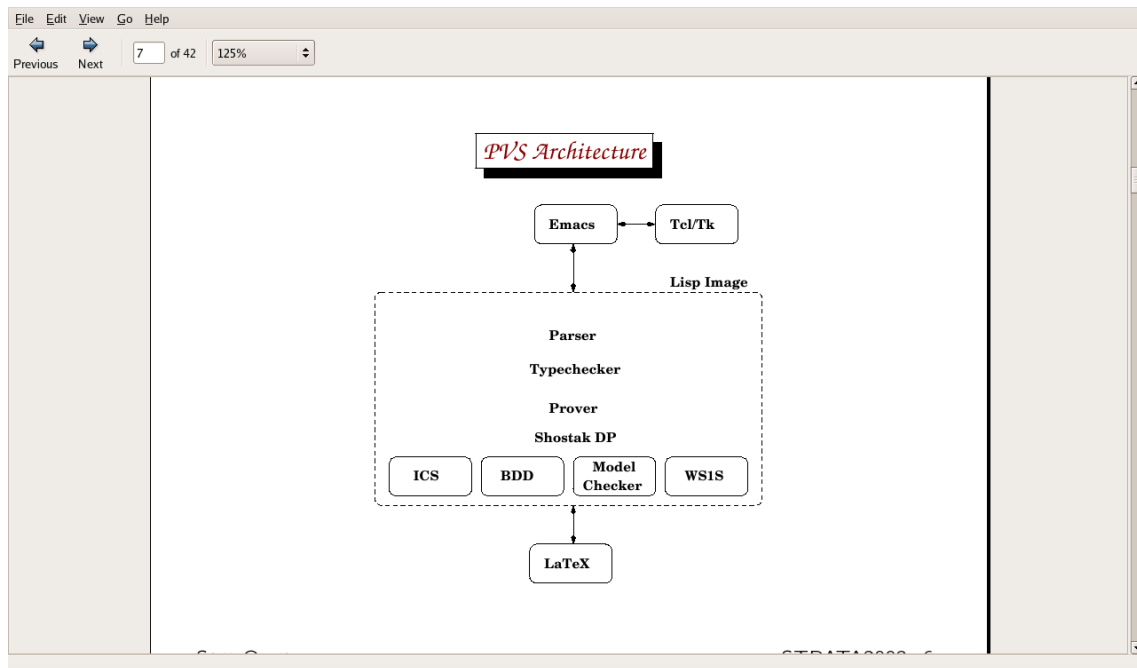 File Edit View Go Help
Previous Next 7 of 42 125%
PVS Architecture
Emacs Tcl/Tk
Lisp Image
Parser
Typechecker
Prover
Shostak DP
ICS BDD Model Checker WS1S
LaTeX